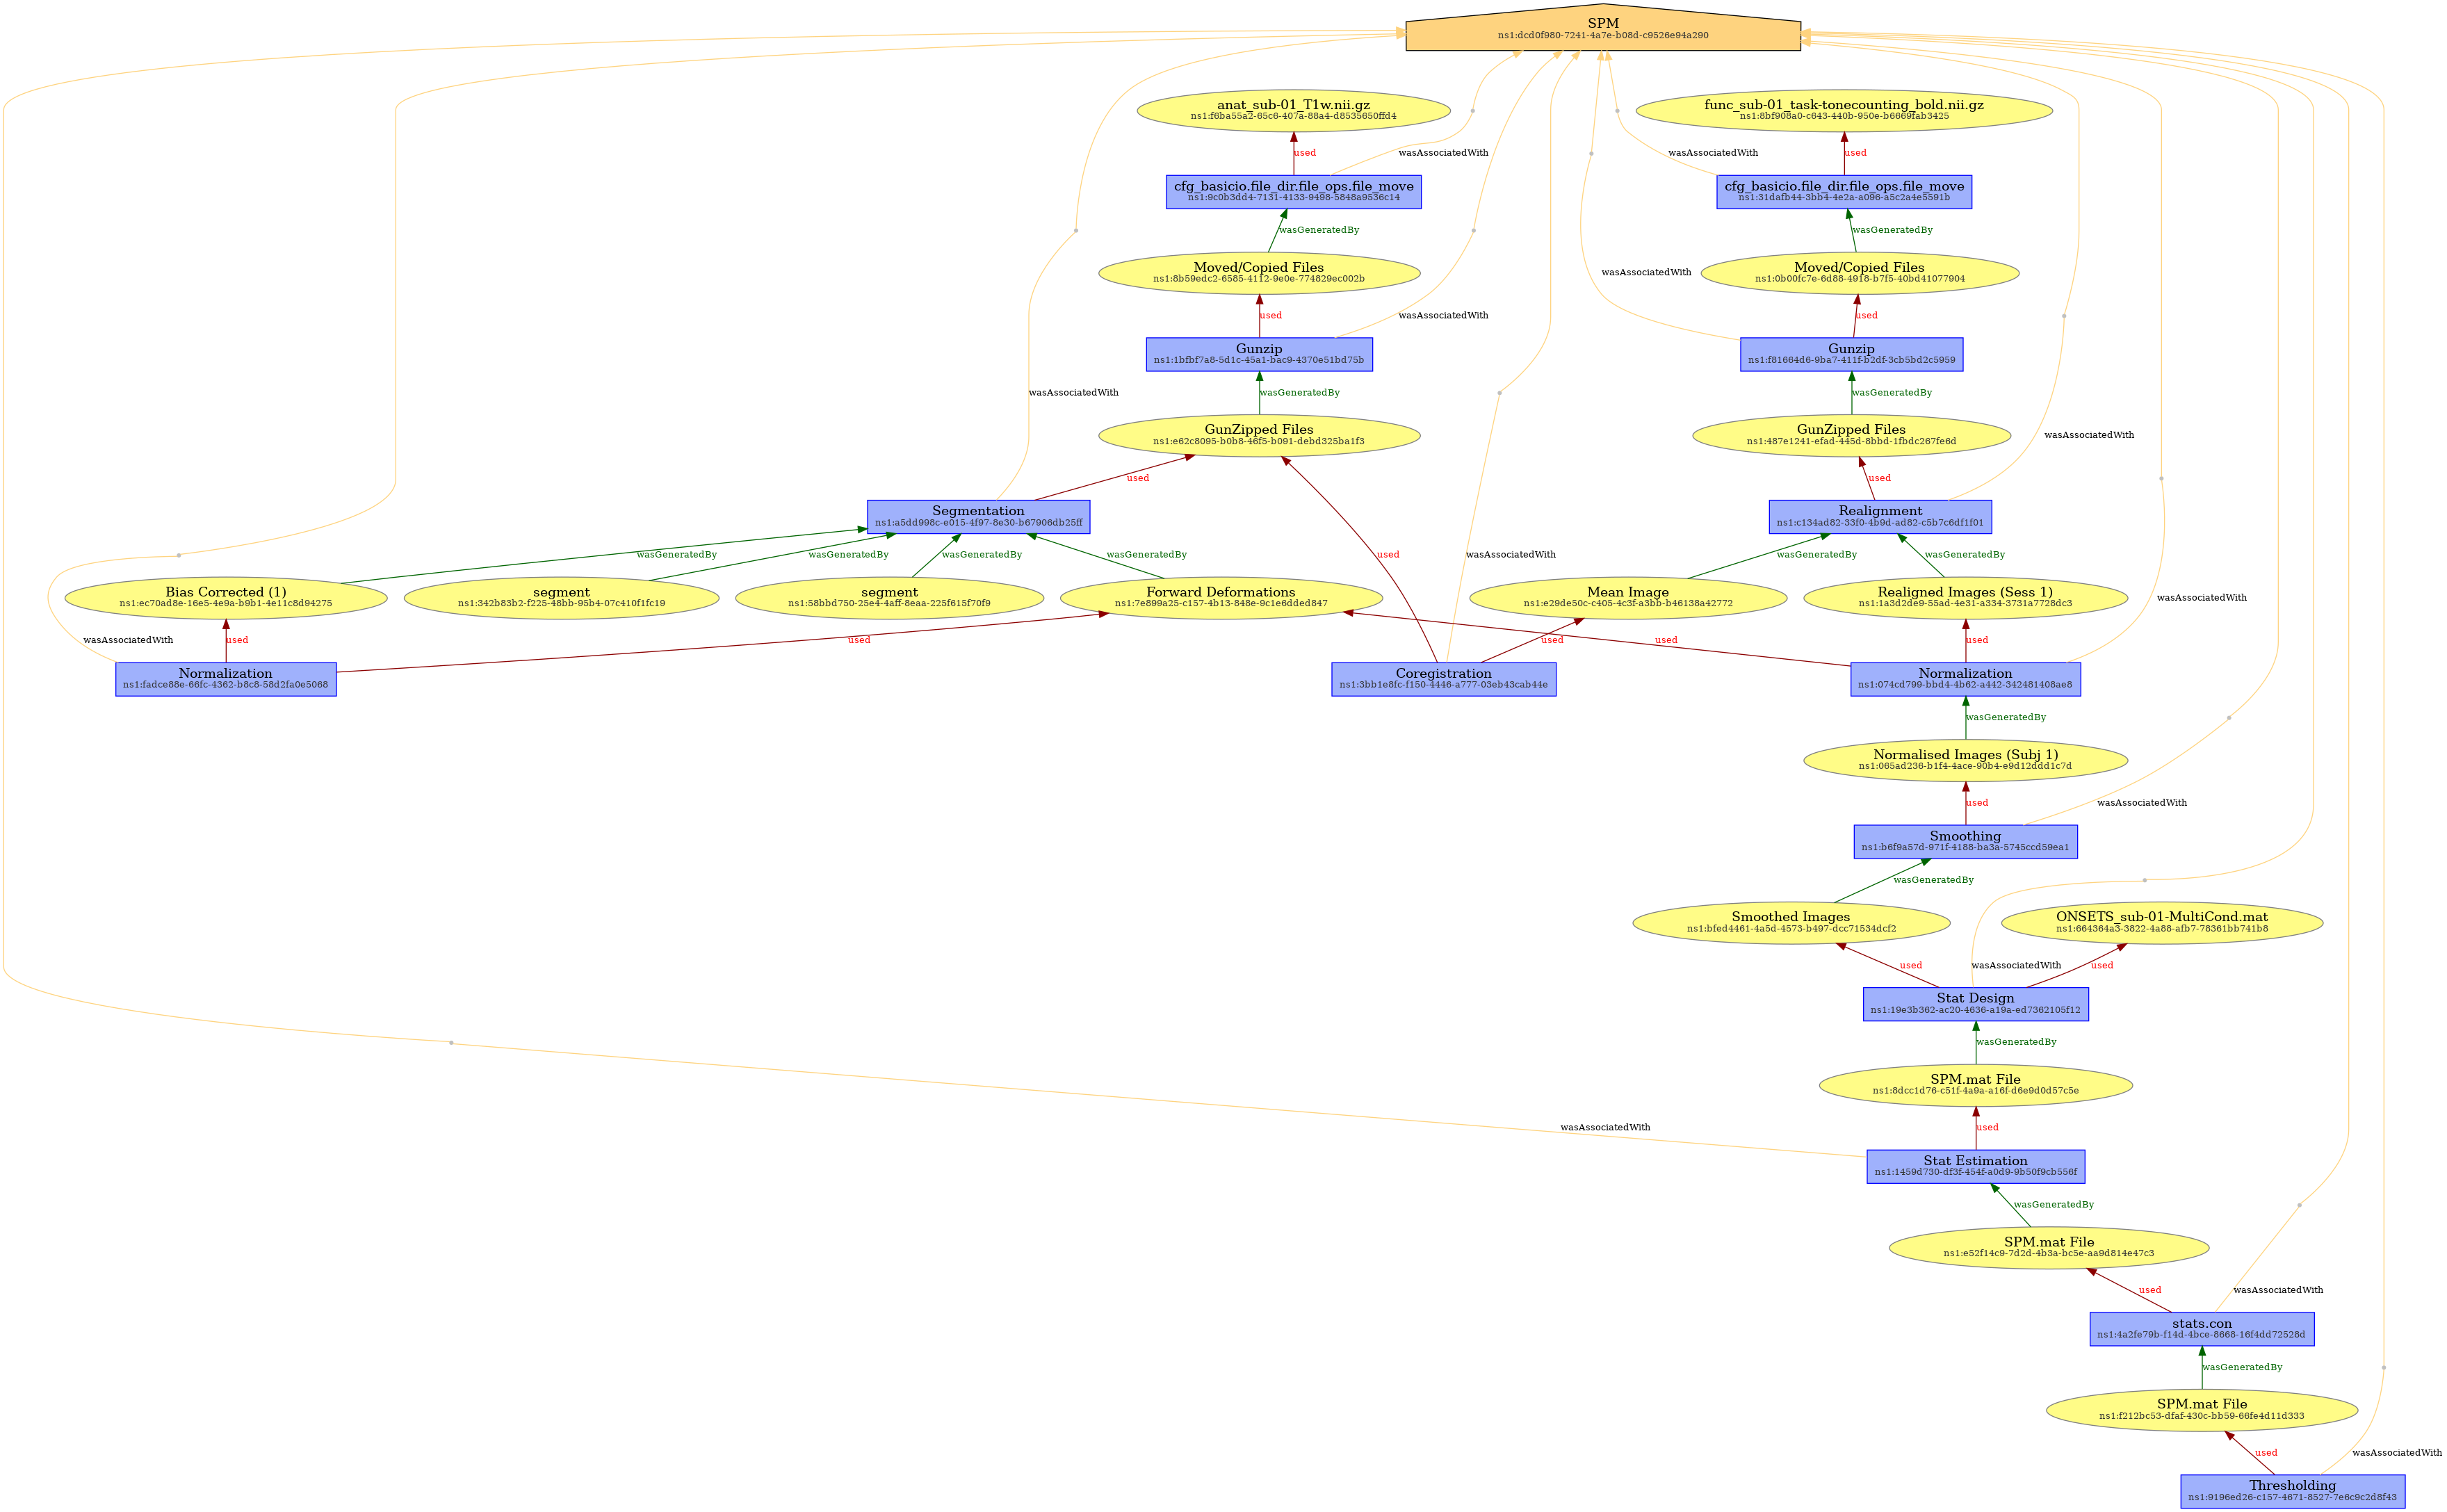 SPM
ns1:dcd0f980-7241-4a7e-b08d-c9526e94a290
anat_sub-01_T1w.nii.gz
ns1:f6ba55a2-65c6-407a-88a4-d8535650ffd4
func_sub-01_task-tonecounting_bold.nii.gz
ns1:8bf908a0-c643-440b-950e-b6669fab3425
used
wasAssociatedWith
wasAssociatedWith
used
cfg_basicio.file_dir.file_ops.file_move
ns1:9c0b3dd4-7131-4133-9498-5848a9536c14
cfg_basicio.file_dir.file_ops.file_move
ns1:31dafb44-3bb4-4e2a-a096-a5c2a4e5591b
wasGeneratedBy
wasGeneratedBy
Moved/Copied Files
ns1:8b59edc2-6585-4112-9e0e-774829ec002b
Moved/Copied Files
ns1:0b00fc7e-6d88-4918-b7f5-40bd41077904
wasAssociatedWith
used
wasAssociatedWith
used
Gunzip
ns1:1bfbf7a8-5d1c-45a1-bac9-4370e51bd75b
Gunzip
ns1:f81664d6-9ba7-411f-b2df-3cb5bd2c5959
wasAssociatedWith
wasGeneratedBy
wasGeneratedBy
GunZipped Files
ns1:e62c8095-b0b8-46f5-b091-debd325ba1f3
GunZipped Files
ns1:487e1241-efad-445d-8bbd-1fbdc267fe6d
wasAssociatedWith
used
used
Segmentation
ns1:a5dd998c-e015-4f97-8e30-b67906db25ff
Realignment
ns1:c134ad82-33f0-4b9d-ad82-c5b7c6df1f01
wasGeneratedBy
wasGeneratedBy
wasGeneratedBy
wasGeneratedBy
used
wasAssociatedWith
wasGeneratedBy
wasGeneratedBy
Bias Corrected (1)
ns1:ec70ad8e-16e5-4e9a-b9b1-4e11c8d94275
segment
ns1:342b83b2-f225-48bb-95b4-07c410f1fc19
segment
ns1:58bbd750-25e4-4aff-8eaa-225f615f70f9
Forward Deformations
ns1:7e899a25-c157-4b13-848e-9c1e6dded847
Mean Image
ns1:e29de50c-c405-4c3f-a3bb-b46138a42772
Realigned Images (Sess 1)
ns1:1a3d2de9-55ad-4e31-a334-3731a7728dc3
wasAssociatedWith
wasAssociatedWith
used
used
used
used
used
Normalization
ns1:fadce88e-66fc-4362-b8c8-58d2fa0e5068
Coregistration
ns1:3bb1e8fc-f150-4446-a777-03eb43cab44e
Normalization
ns1:074cd799-bbd4-4b62-a442-342481408ae8
wasGeneratedBy
Normalised Images (Subj 1)
ns1:065ad236-b1f4-4ace-90b4-e9d12ddd1c7d
used
wasAssociatedWith
Smoothing
ns1:b6f9a57d-971f-4188-ba3a-5745ccd59ea1
wasGeneratedBy
Smoothed Images
ns1:bfed4461-4a5d-4573-b497-dcc71534dcf2
ONSETS_sub-01-MultiCond.mat
ns1:664364a3-3822-4a88-afb7-78361bb741b8
used
wasAssociatedWith
used
Stat Design
ns1:19e3b362-ac20-4636-a19a-ed7362105f12
wasGeneratedBy
SPM.mat File
ns1:8dcc1d76-c51f-4a9a-a16f-d6e9d0d57c5e
wasAssociatedWith
used
Stat Estimation
ns1:1459d730-df3f-454f-a0d9-9b50f9cb556f
wasGeneratedBy
SPM.mat File
ns1:e52f14c9-7d2d-4b3a-bc5e-aa9d814e47c3
used
wasAssociatedWith
stats.con
ns1:4a2fe79b-f14d-4bce-8668-16f4dd72528d
wasGeneratedBy
SPM.mat File
ns1:f212bc53-dfaf-430c-bb59-66fe4d11d333
used
wasAssociatedWith
Thresholding
ns1:9196ed26-c157-4671-8527-7e6c9c2d8f43